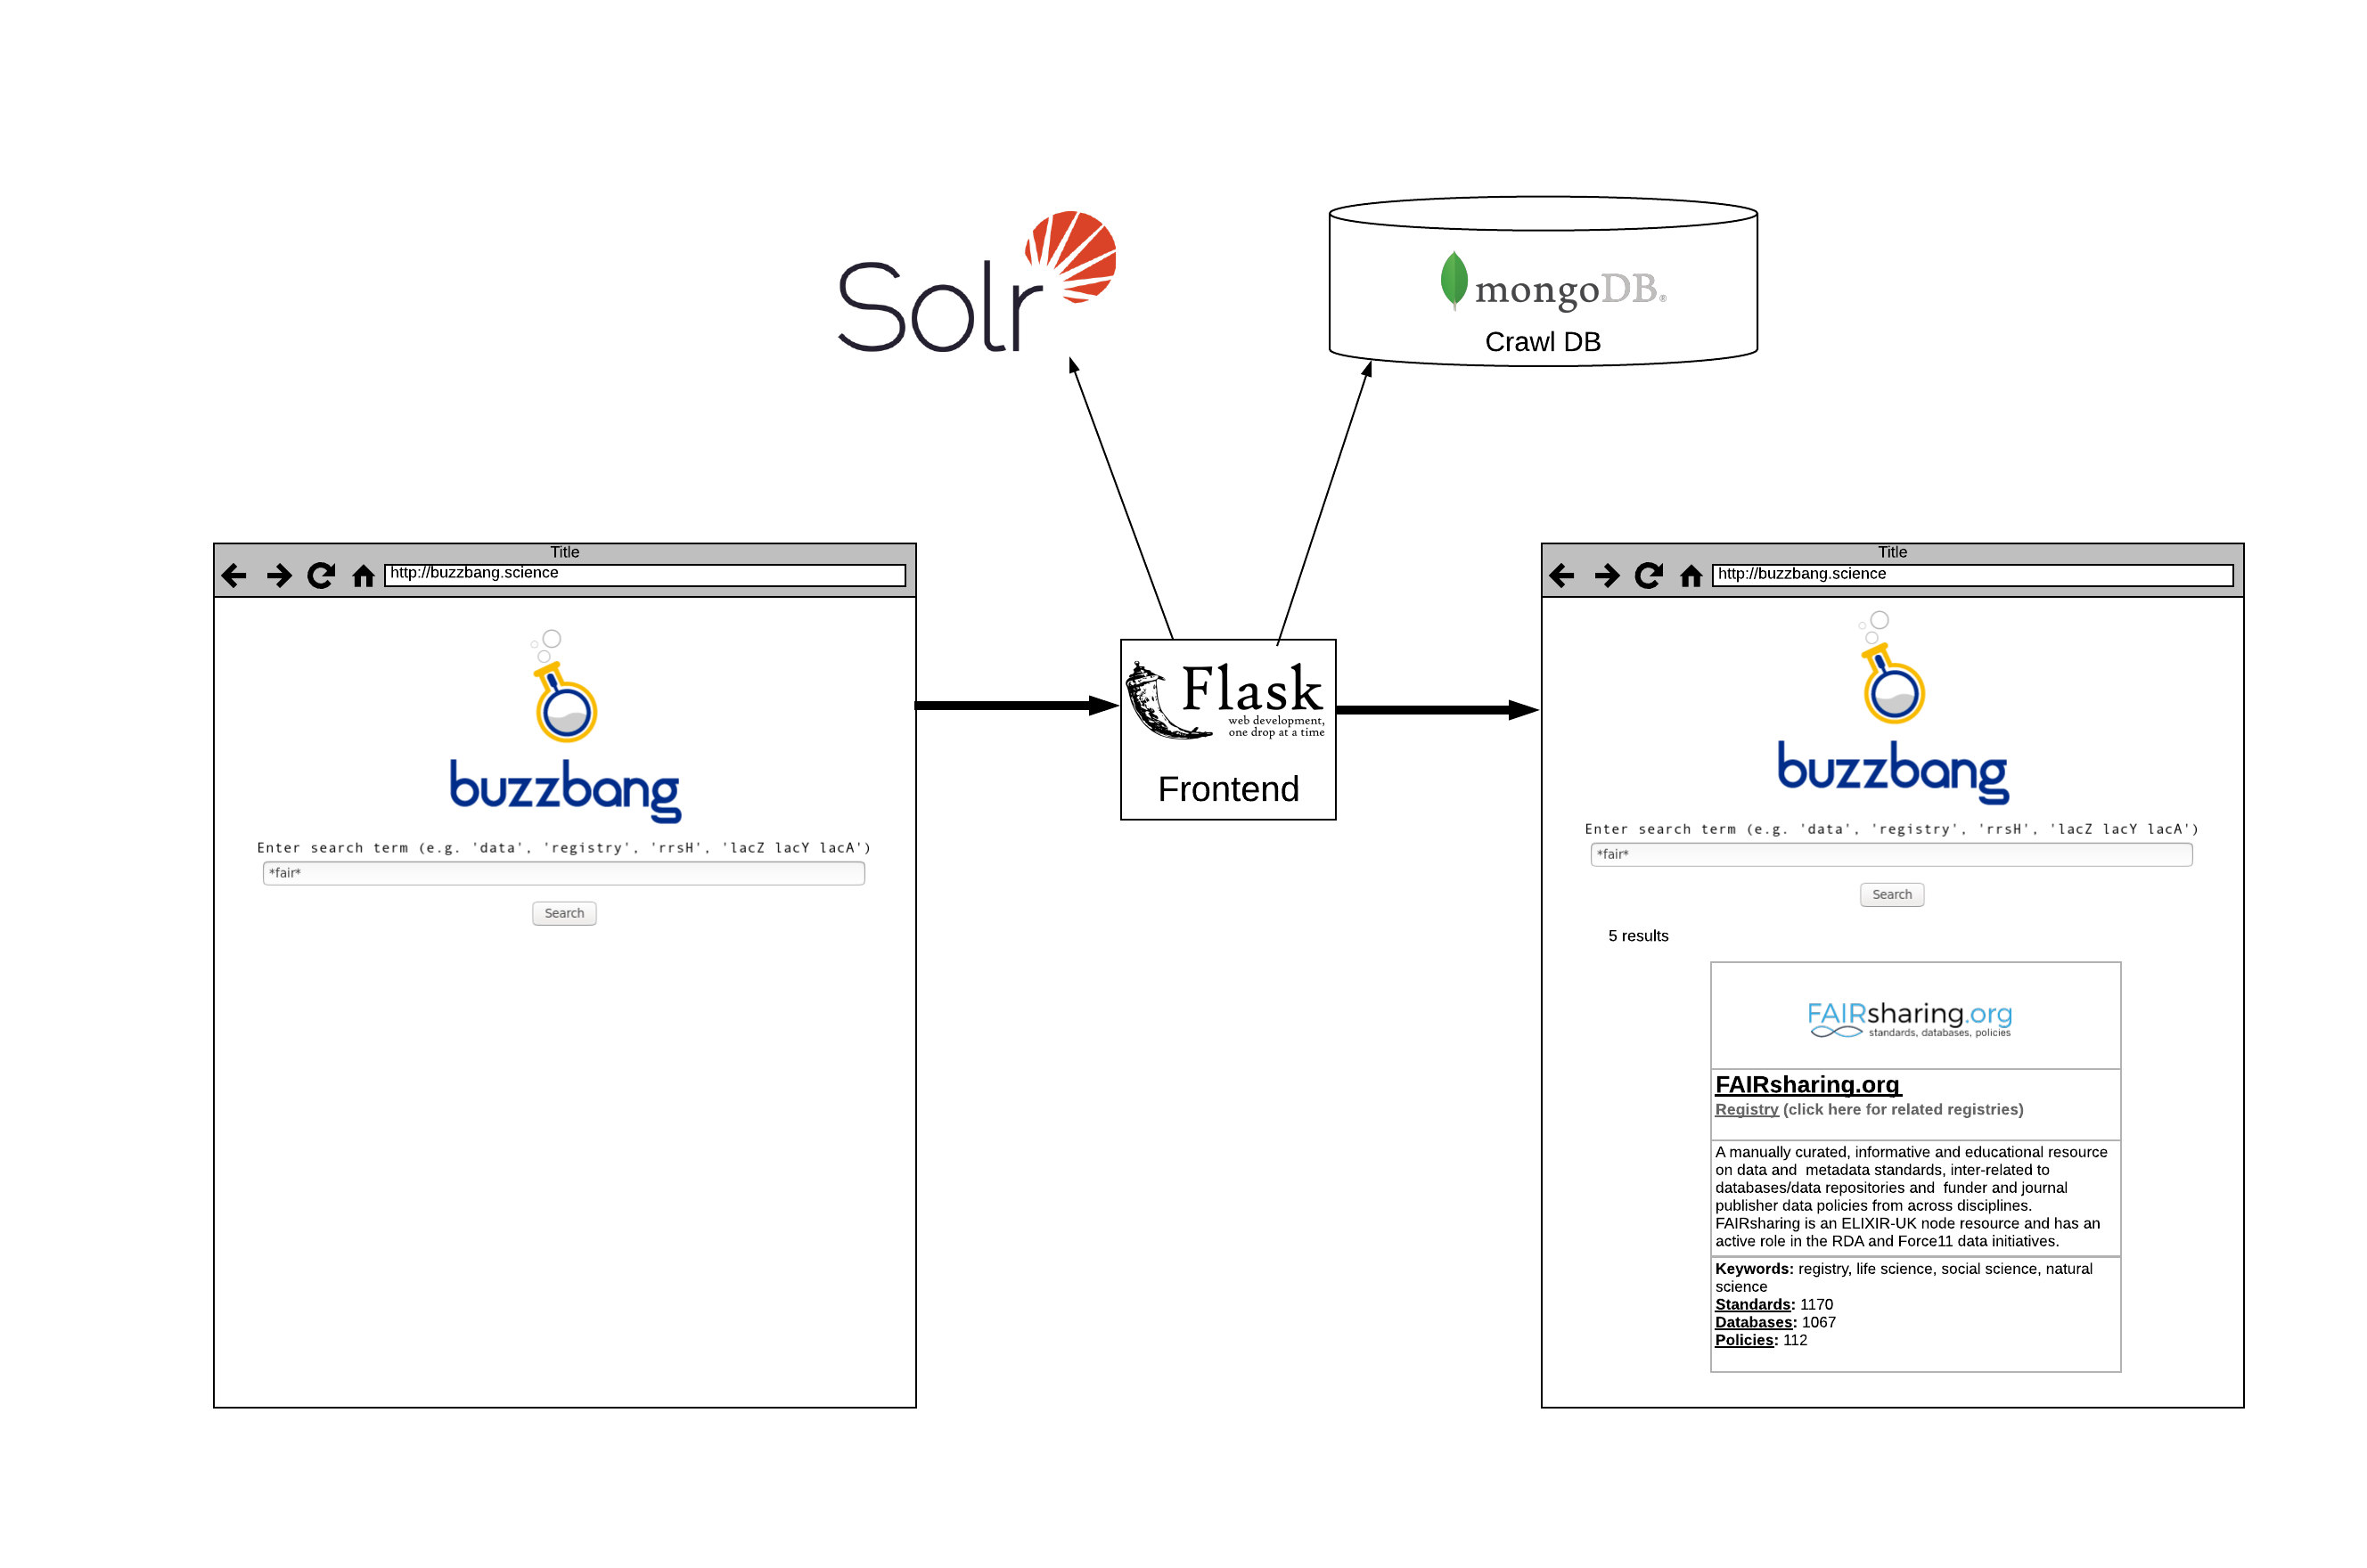 Solr
mongoDB®
Crawl DB
Title
http://buzzbang.science
buzzbang
Enter search term (e.g. 'data', 'registry', 'rrsH', 'lacZ lacY lacA')
*fair*
Search
Flask
web development,
one drop at a time
Frontend
Title
http://buzzbang.science
buzzbang
Enter search term (e.g. 'data', 'registry', 'rrsH', 'lacZ lacY lacA')
*fair*
Search
5 results
FAIRsharing.org
standards, databases, policies
FAIRsharing.org
Registry (click here for related registries)
A manually curated, informative and educational resource
on data and  metadata standards, inter-related to
databases/data repositories and  funder and journal
publisher data policies from across disciplines.
FAIRsharing is an ELIXIR-UK node resource and has an
active role in the RDA and Force11 data initiatives.
Keywords: registry, life science, social science, natural
science
Standards: 1170
Databases: 1067
Policies: 112